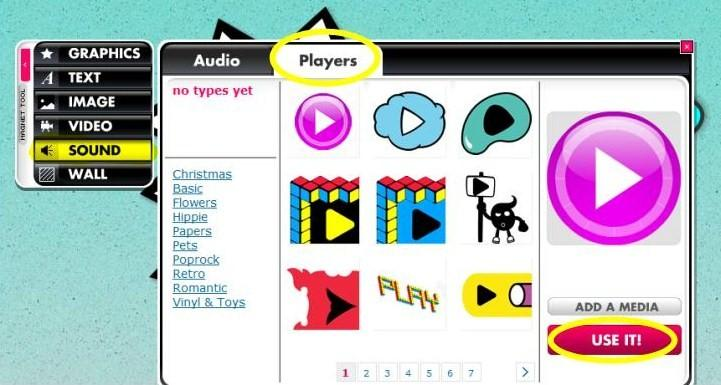 MAGNET TOOL
GRAPHICS
TEXT
IMAGE
VIDEO
SOUND
WALL
Audio
Players
no types yet
Christmas
Basic
Flowers
Hippie
Papers
Pets
Poprock
Retro
Romantic
Vinyl & Toys
PLAY
1 2 3 4 5 6 7
ADD A MEDIA
USE IT!